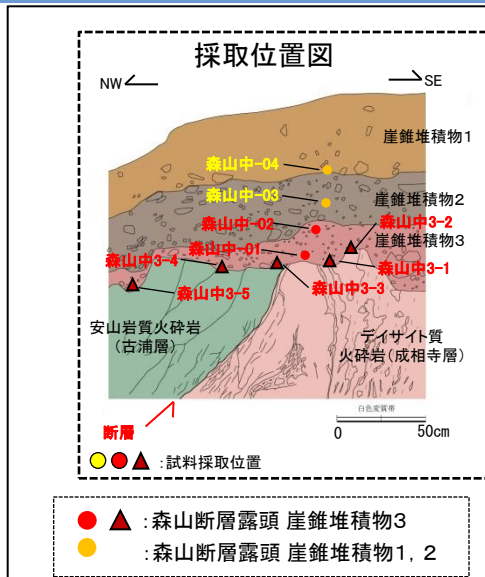 採取位置図
NW
SE
崖錐堆積物1
森山中-04
森山中-03
崖錐堆積物2
森山中-02
森山中3-2
崖錐堆積物3
森山中-01
森山中3-4
森山中3-1
森山中3-3
森山中3-5
安山岩質火砕岩
(古浦層)
デイサイト質
火砕岩(成相寺層)
白色変質帯
断層
0 50cm
:試料採取位置
:森山断層露頭 崖錐堆積物3
:森山断層露頭 崖錐堆積物1, 2